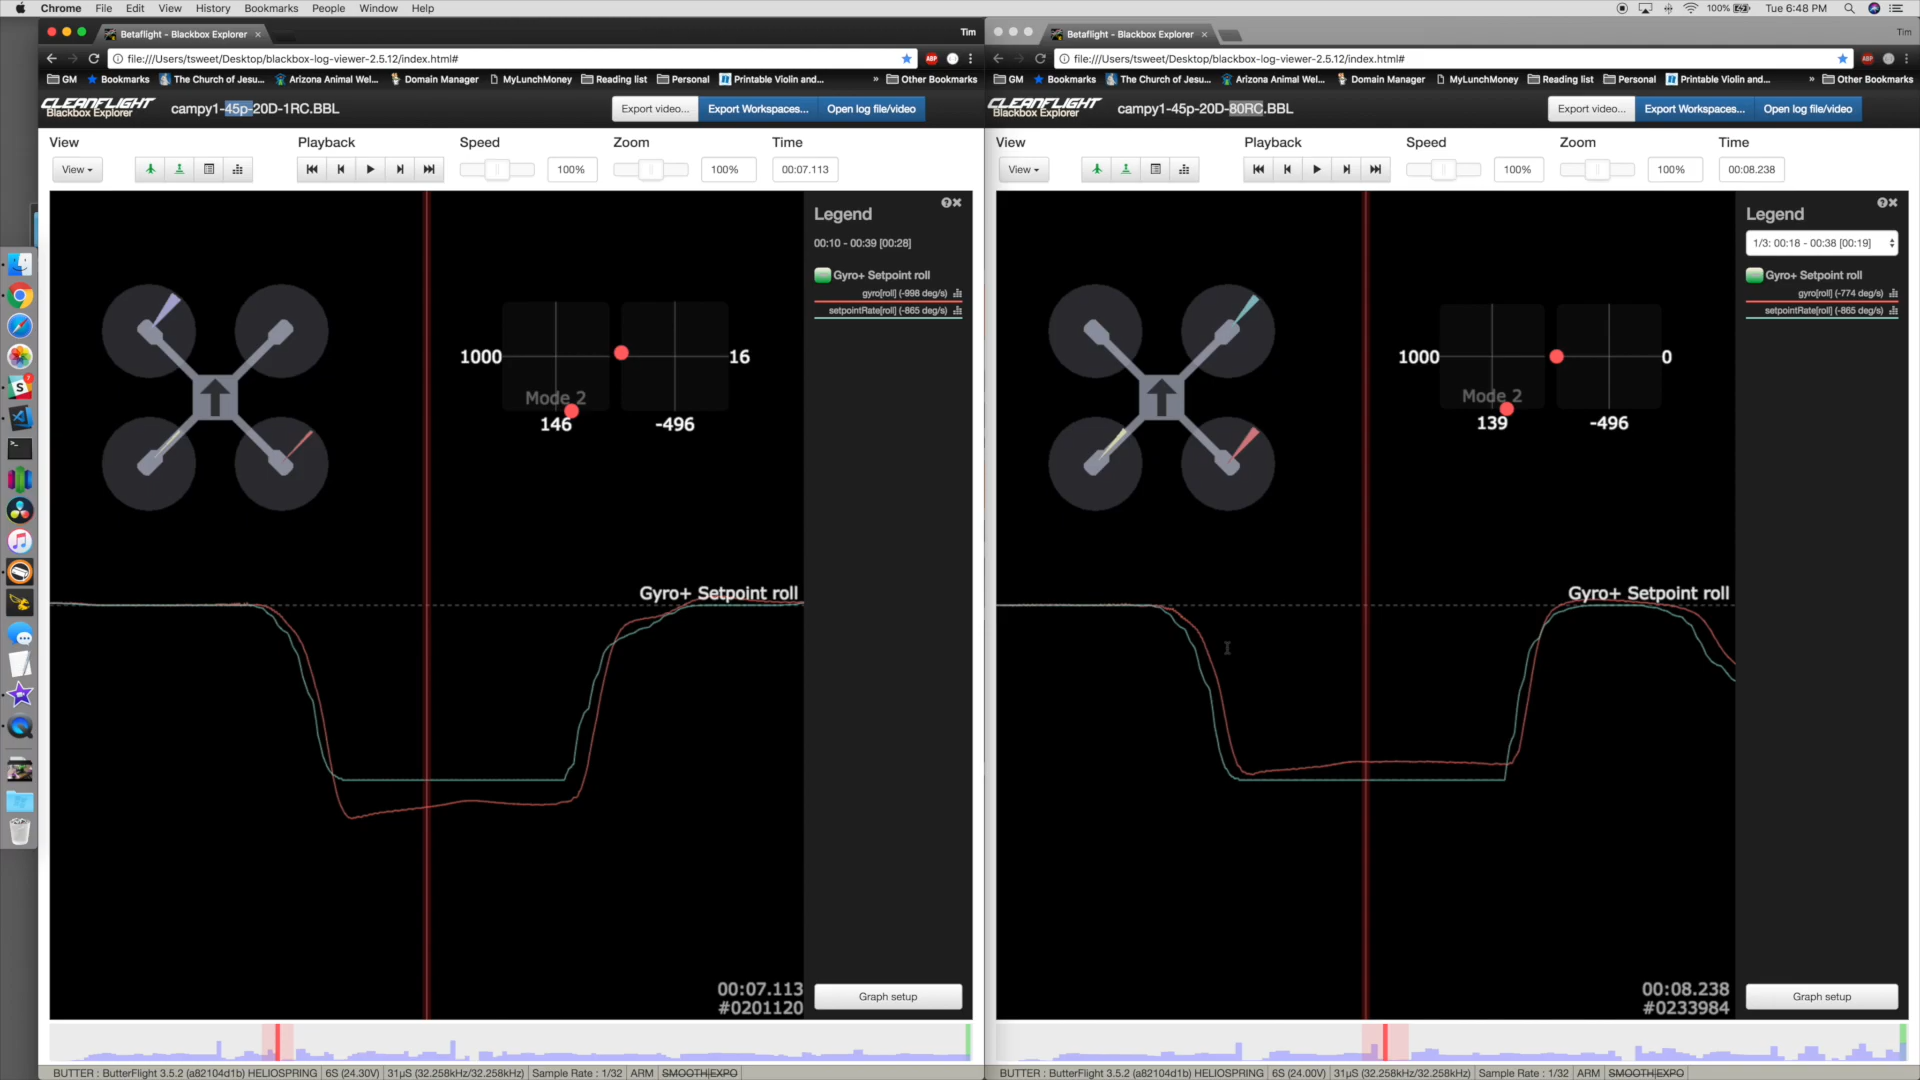 Chrome File Edit View History Bookmarks People Window Help 100% Tue 6:48 PM
Betaflight - Blackbox Explorer × Tim
file:///Users/tsweet/Desktop/blackbox-log-viewer-2.5.12/index.html# ABP
GM Bookmarks The Church of Jesu... Arizona Animal Wel... Domain Manager MyLunchMoney Reading list Personal Printable Violin and... » Other Bookmarks
CLEANFLIGHT
Blackbox Explorer
campy1-45p-20D-1RC.BBL
Export video... Export Workspaces... Open log file/video
View Playback Speed Zoom Time
View 100% 100% 00:07.113
Legend
00:10 - 00:39 [00:28]
Gyro+ Setpoint roll
gyro[roll] (-998 deg/s)
setpointRate[roll] (-865 deg/s)
1000 16
Mode 2
146 -496
Gyro+ Setpoint roll
00:07.113
#0201120
Graph setup
BUTTER : ButterFlight 3.5.2 (a82104d1b) HELIOSPRING 6S (24.30V) 31µS (32.258kHz/32.258kHz) Sample Rate : 1/32 ARM SMOOTH|EXPO
Betaflight - Blackbox Explorer × Tim
file:///Users/tsweet/Desktop/blackbox-log-viewer-2.5.12/index.html# ABP
GM Bookmarks The Church of Jesu... Arizona Animal Wel... Domain Manager MyLunchMoney Reading list Personal Printable Violin and... » Other Bookmarks
CLEANFLIGHT
Blackbox Explorer
campy1-45p-20D-80RC.BBL
Export video... Export Workspaces... Open log file/video
View Playback Speed Zoom Time
View 100% 100% 00:08.238
Legend
1/3: 00:18 - 00:38 [00:19]
Gyro+ Setpoint roll
gyro[roll] (-774 deg/s)
setpointRate[roll] (-865 deg/s)
1000 0
Mode 2
139 -496
Gyro+ Setpoint roll
00:08.238
#0233984
Graph setup
BUTTER : ButterFlight 3.5.2 (a82104d1b) HELIOSPRING 6S (24.00V) 31µS (32.258kHz/32.258kHz) Sample Rate : 1/32 ARM SMOOTH|EXPO